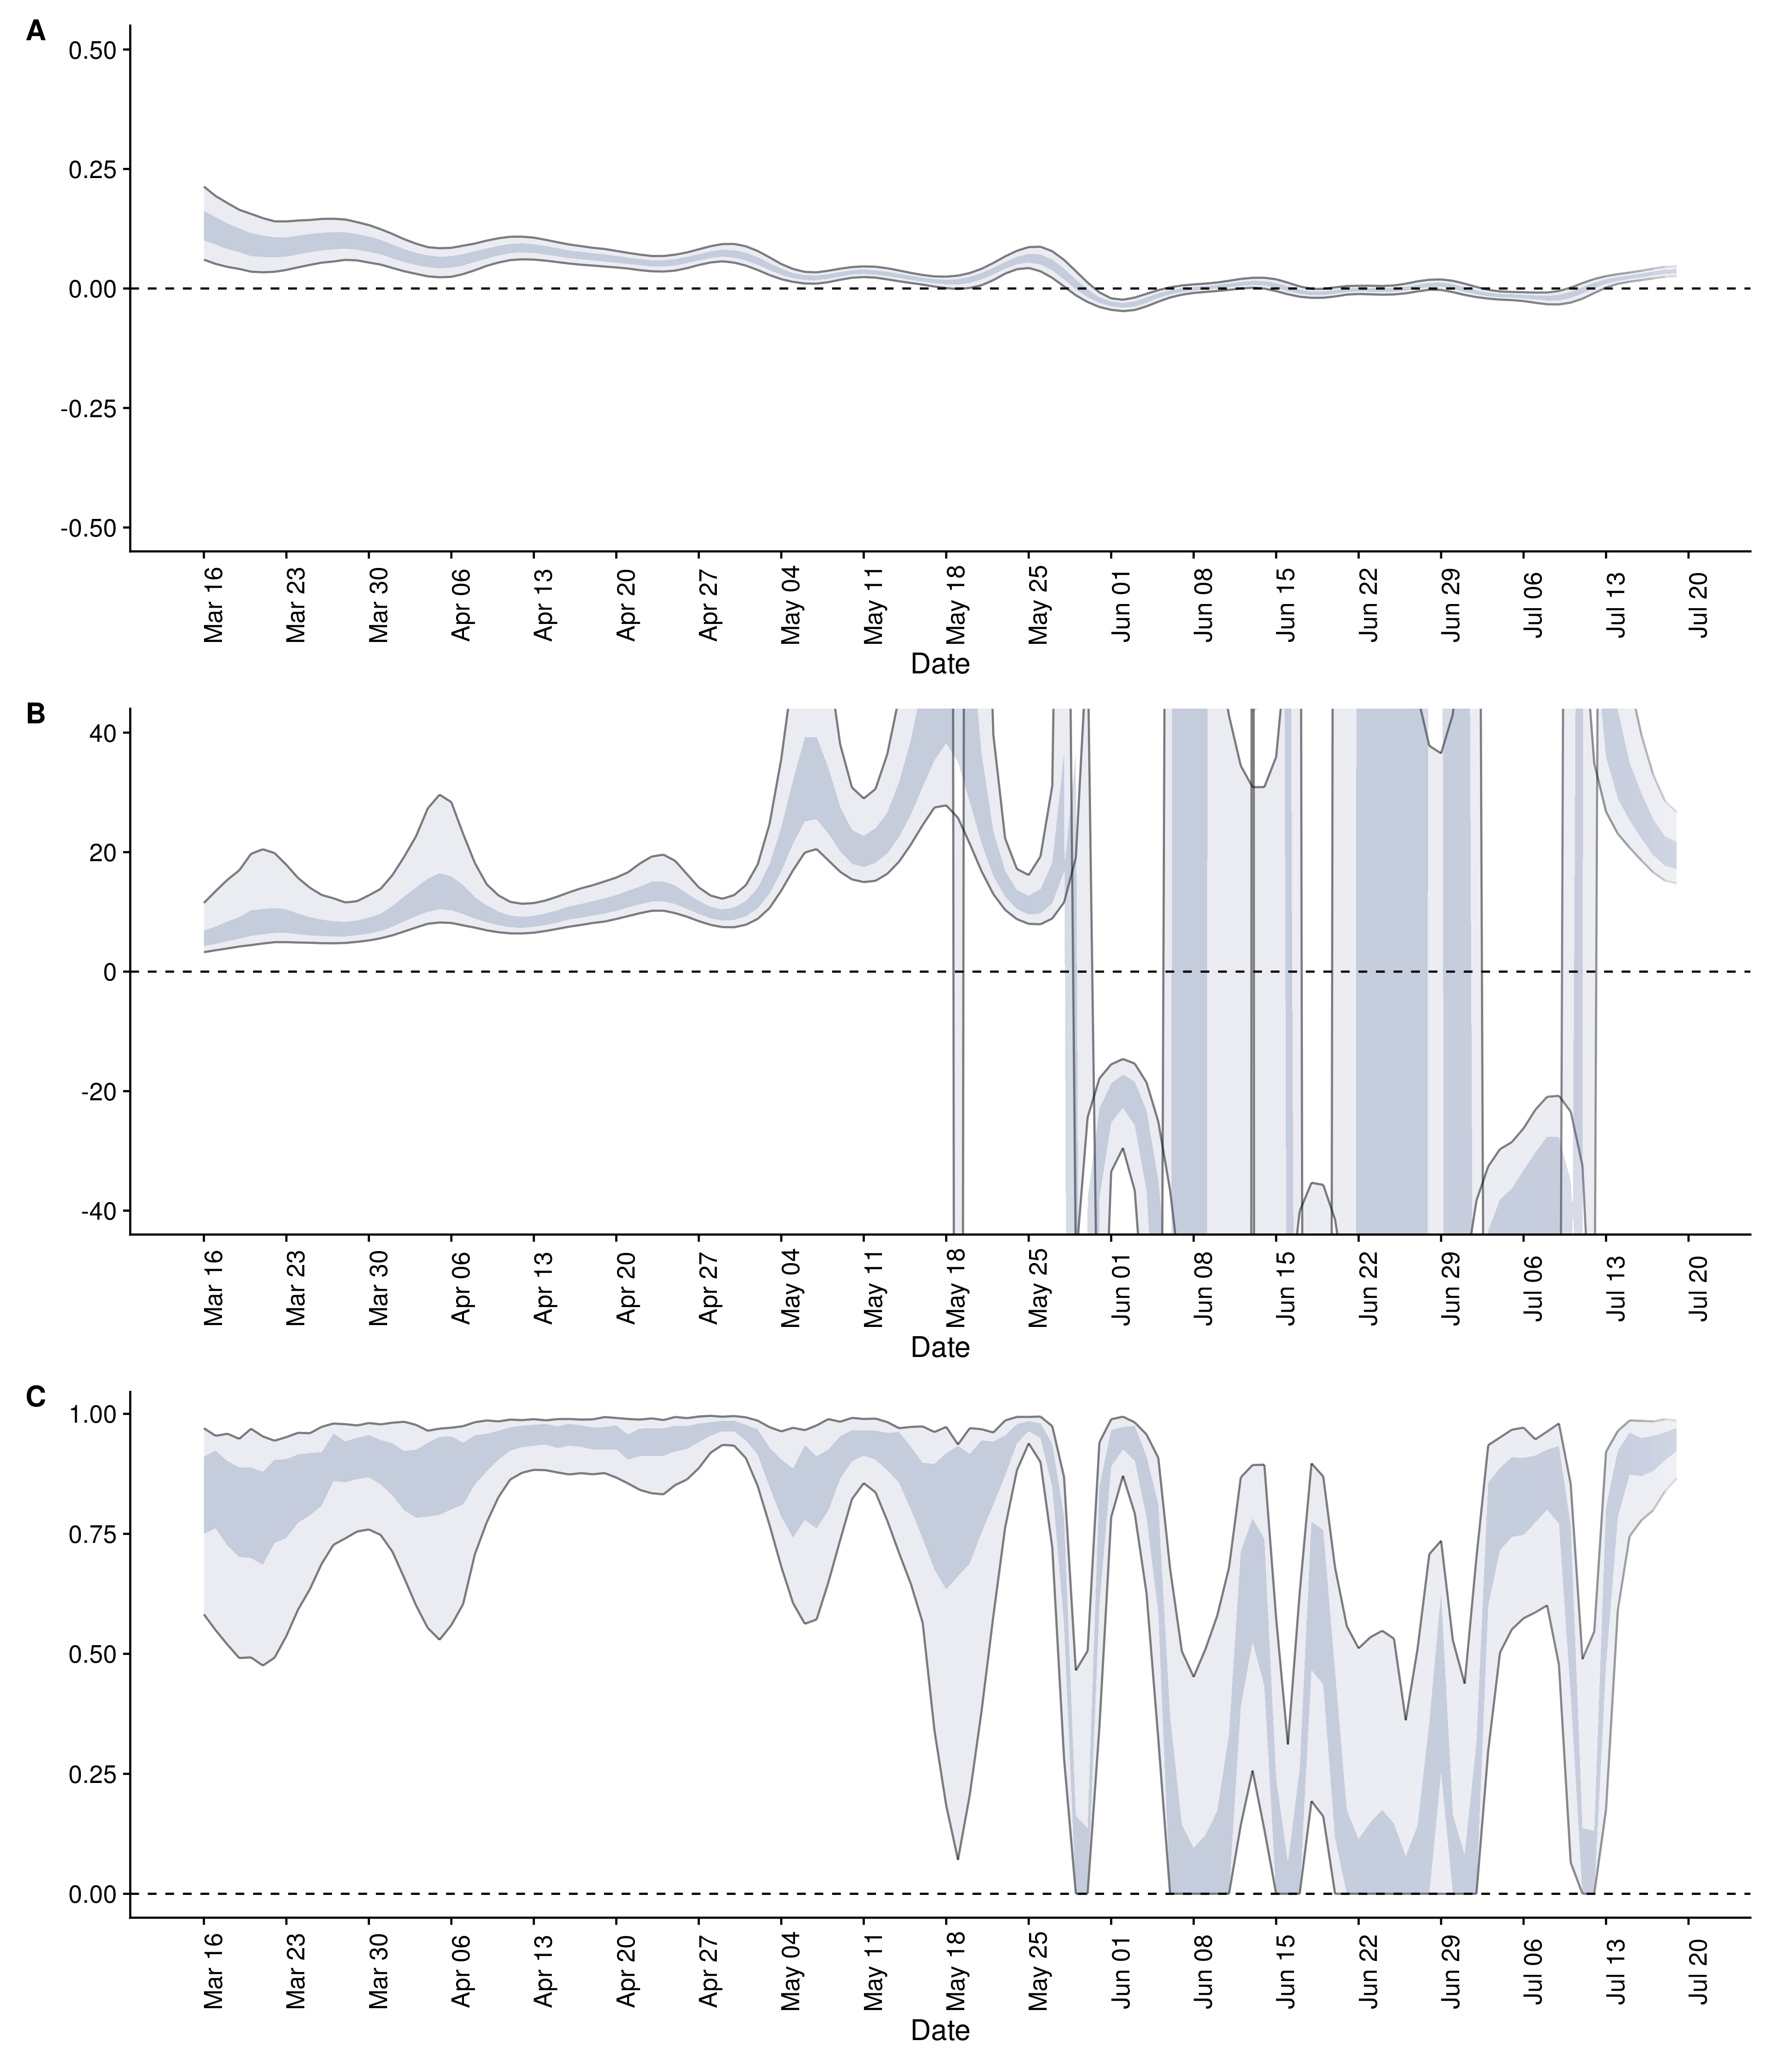 A
0.50
0.25
0.00
-0.25
-0.50
Mar 16
Mar 23
Mar 30
Apr 06
Apr 13
Apr 20
Apr 27
May 04
May 11
May 18
May 25
Jun 01
Jun 08
Jun 15
Jun 22
Jun 29
Jul 06
Jul 13
Jul 20
Date
B
40
20
0
-20
-40
Mar 16
Mar 23
Mar 30
Apr 06
Apr 13
Apr 20
Apr 27
May 04
May 11
May 18
May 25
Jun 01
Jun 08
Jun 15
Jun 22
Jun 29
Jul 06
Jul 13
Jul 20
Date
C
1.00
0.75
0.50
0.25
0.00
Mar 16
Mar 23
Mar 30
Apr 06
Apr 13
Apr 20
Apr 27
May 04
May 11
May 18
May 25
Jun 01
Jun 08
Jun 15
Jun 22
Jun 29
Jul 06
Jul 13
Jul 20
Date